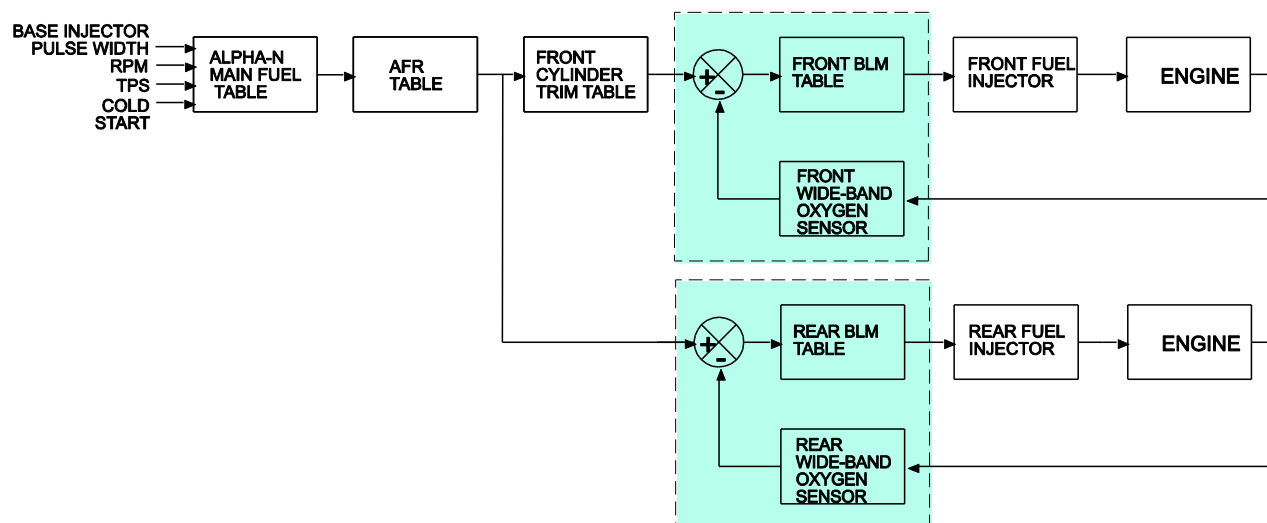 BASE INJECTOR
PULSE WIDTH
RPM
TPS
COLD
START
ALPHA-N
MAIN FUEL
TABLE
AFR
TABLE
FRONT
CYLINDER
TRIM TABLE
+
-
FRONT BLM
TABLE
FRONT FUEL
INJECTOR
ENGINE
FRONT
WIDE-BAND
OXYGEN
SENSOR
+
-
REAR BLM
TABLE
REAR FUEL
INJECTOR
ENGINE
REAR
WIDE-BAND
OXYGEN
SENSOR